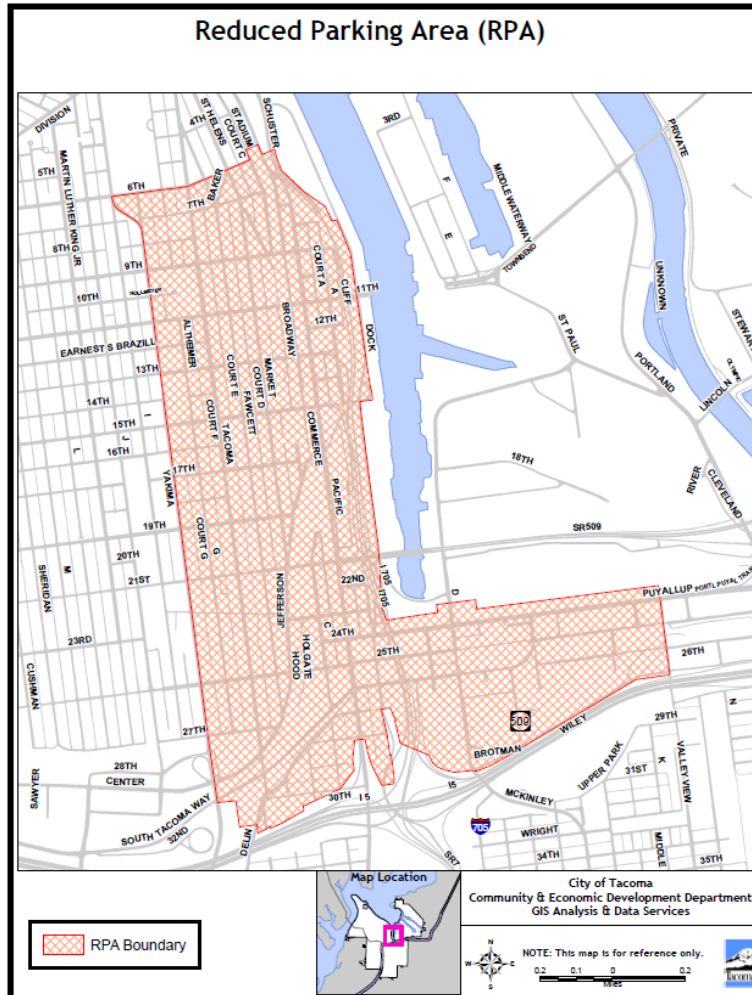 Reduced Parking Area (RPA)
DIVISION
4TH
ST HELENS
STADIUM
COURT C
SCHUSTER
3RD
PRIVATE
5TH
MARTIN LUTHER KING JR
6TH
BAKER
7TH
F
E
MIDDLE WATERWAY
TOWNSEND
8TH
9TH
COURT A
A
CLIFF
UNKNOWN
10TH
11TH
BROADWAY
12TH
DOCK
ST PAUL
STEWART
EARNEST S BRAZILL
ALTHEIMER
13TH
COURT E
MARKET
COURT D
FAWCETT
PORTLAND
OLYMPIC
LINCOLN
14TH
I
15TH
J
COURT F
TACOMA
COMMERCE
L
16TH
17TH
YAKIMA
PACIFIC
18TH
RIVER
CLEVELAND
19TH
SR509
COURT G
G
20TH
M
21ST
SHERIDAN
JEFFERSON
22ND
I 705
I705
D
PUYALLUP
23RD
C
24TH
25TH
HOLGATE
HOOD
26TH
CUSHMAN
27TH
509
WILEY
BROTMAN
29TH
N
28TH
CENTER
SAWYER
UPPER PARK
K
31ST
VALLEY VIEW
30TH
I 5
I5
MCKINLEY
SOUTH TACOMA WAY
32ND
DELIN
SR7
705
WRIGHT
34TH
MIDDLE
35TH
RPA Boundary
Map Location
City of Tacoma
Community & Economic Development Department
GIS Analysis & Data Services
N
W
E
S
NOTE: This map is for reference only.
0.2 0.1 0 0.2
Miles
Tacoma